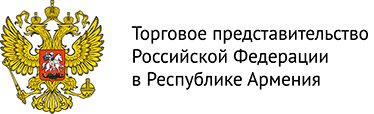 Торговое представительство
Российской Федерации
в Республике Армения